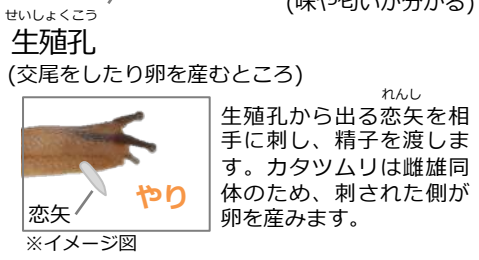 (味や匂いが分かる)
せいしょくこう
生殖孔
(交尾をしたり卵を産むところ)
れんし
生殖孔から出る恋矢を相
手に刺し、精子を渡しま
す。カタツムリは雌雄同
体のため、刺された側が
卵を産みます。
やり
恋矢
※イメージ図